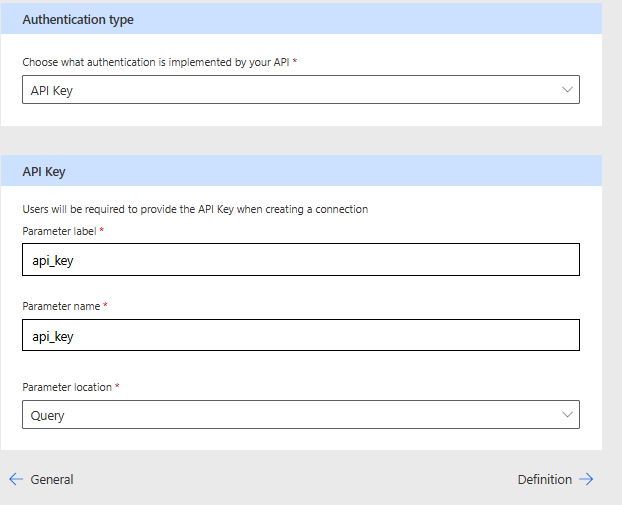 Authentication type
Choose what authentication is implemented by your API *
API Key
API Key
Users will be required to provide the API Key when creating a connection
Parameter label *
api_key
Parameter name *
api_key
Parameter location *
Query
General
Definition